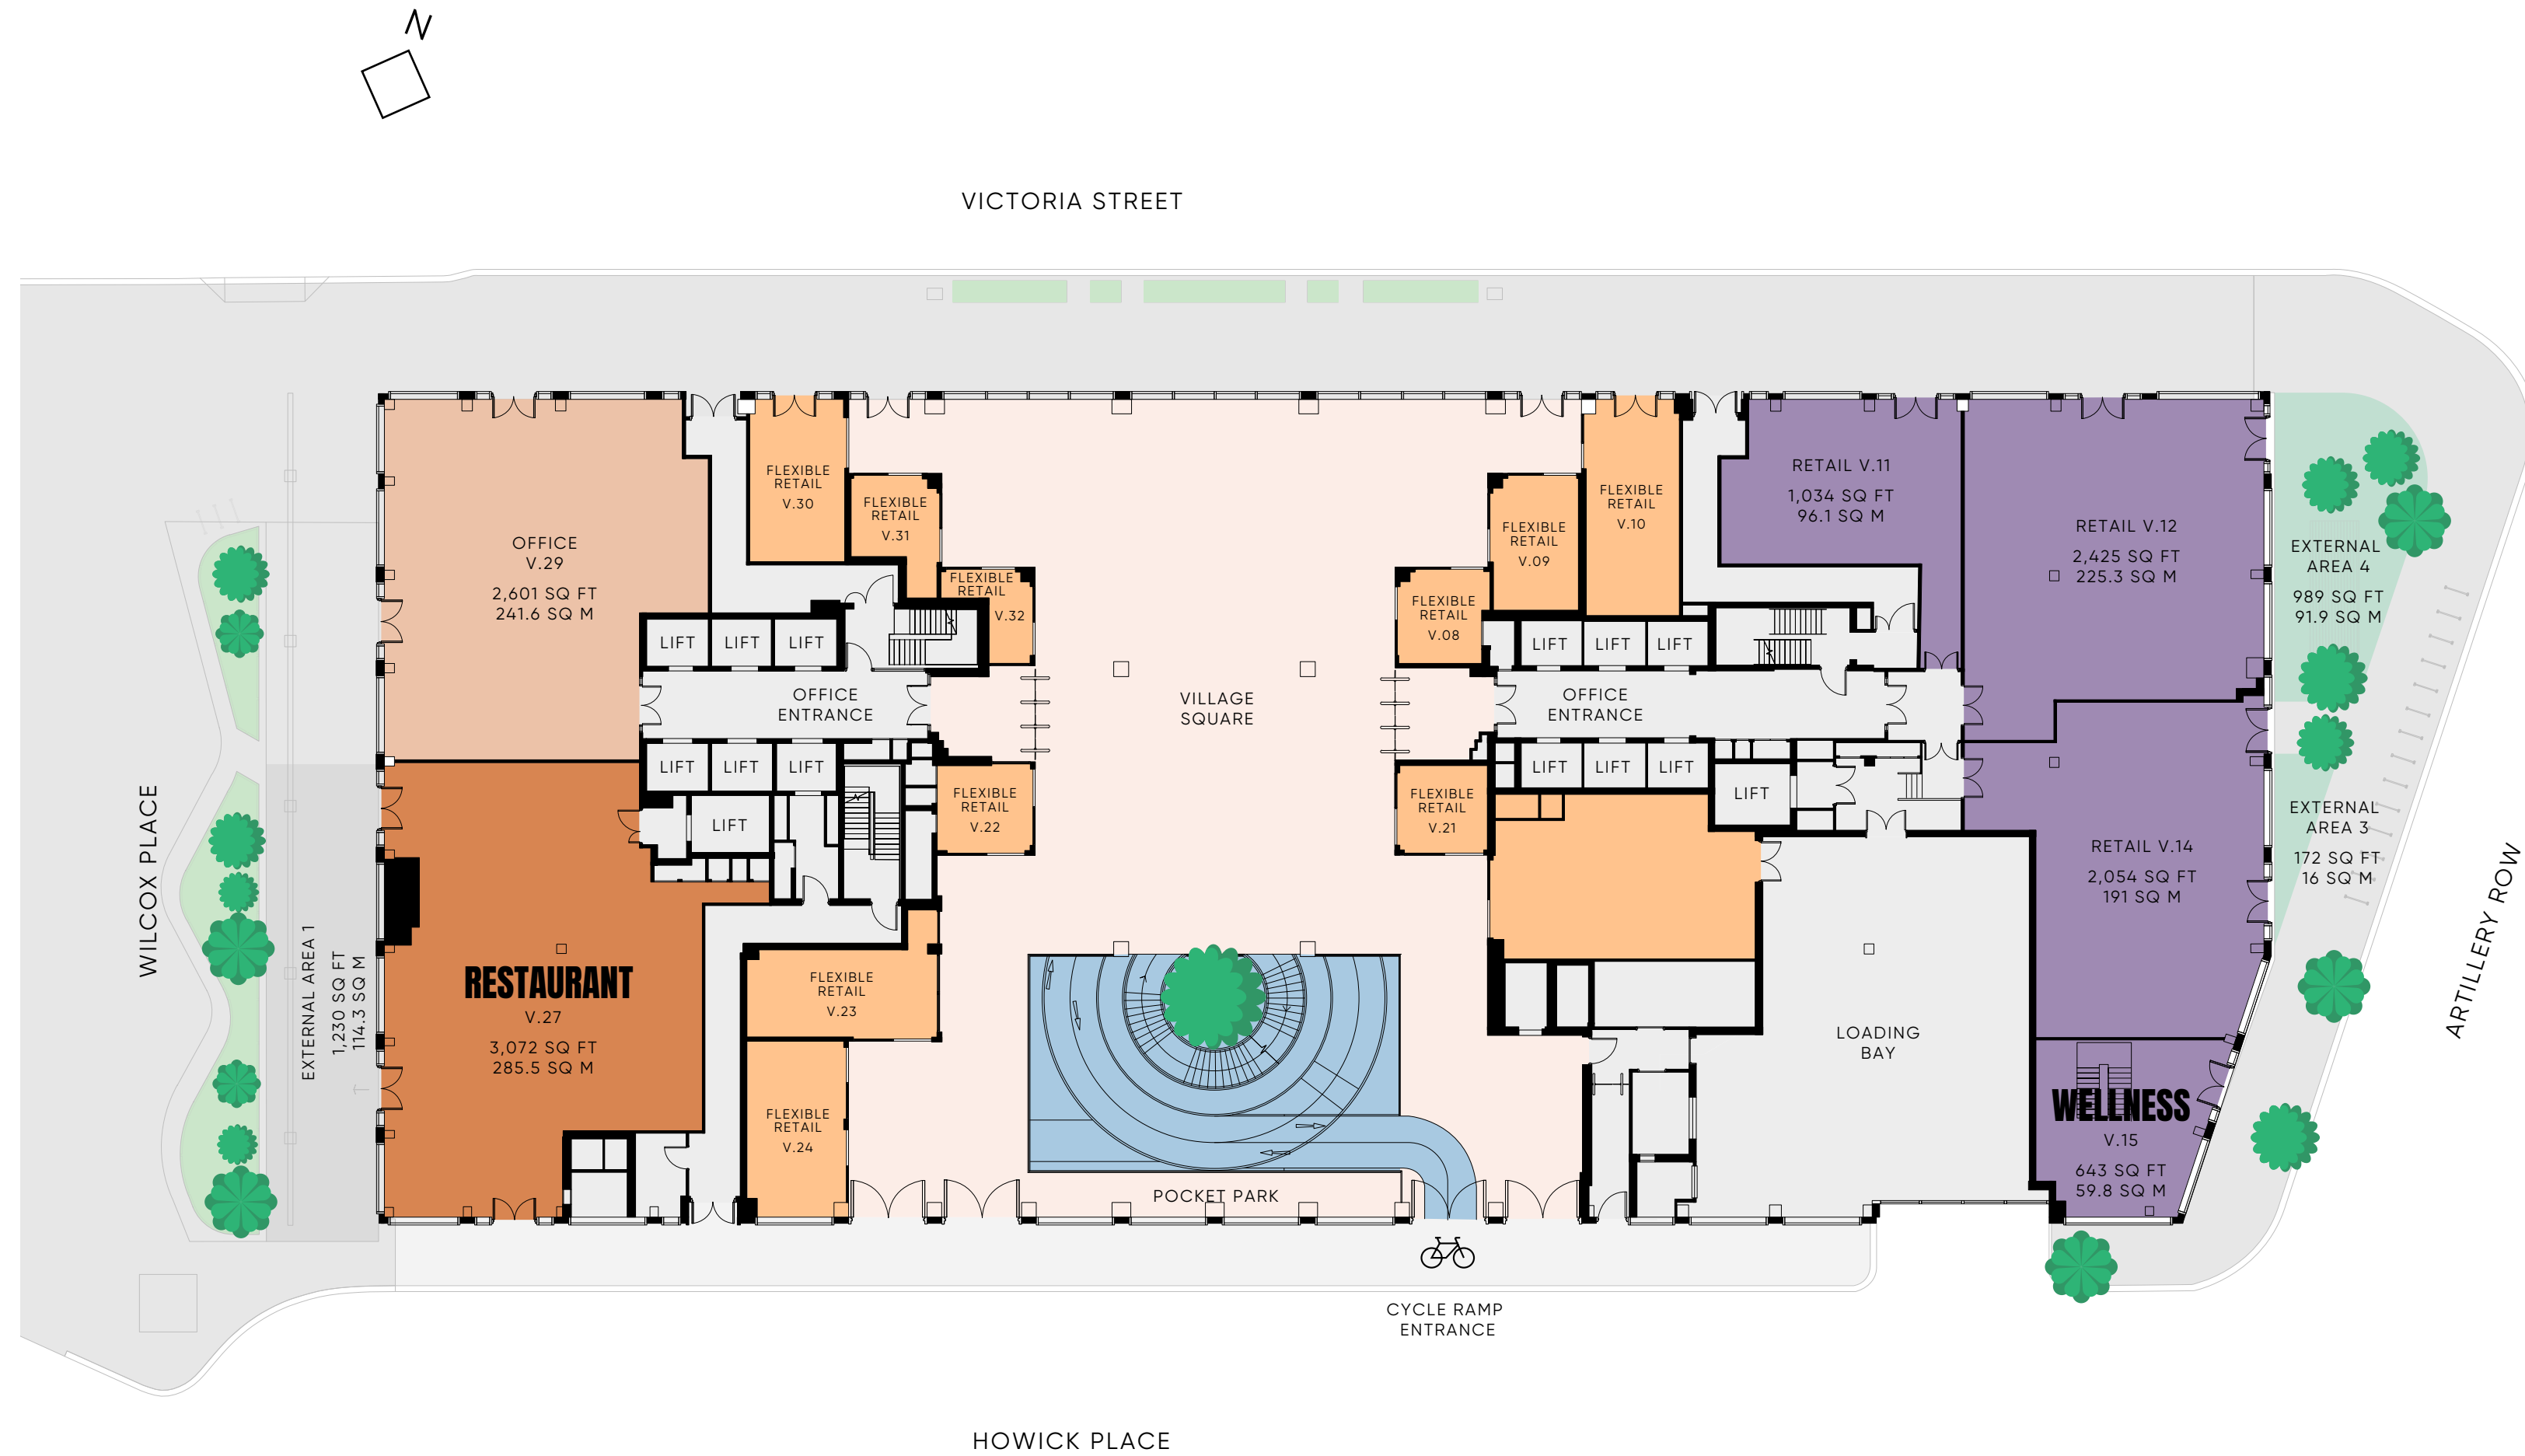 N
VICTORIA STREET
FLEXIBLE
RETAIL
V.30
FLEXIBLE
RETAIL
V.31
FLEXIBLE
RETAIL
V.32
OFFICE
V.29
2,601 SQ FT
241.6 SQ M
LIFT
LIFT
LIFT
OFFICE
ENTRANCE
LIFT
LIFT
LIFT
LIFT
VILLAGE
SQUARE
FLEXIBLE
RETAIL
V.09
FLEXIBLE
RETAIL
V.10
FLEXIBLE
RETAIL
V.08
LIFT
LIFT
LIFT
OFFICE
ENTRANCE
LIFT
LIFT
LIFT
LIFT
RETAIL V.11
1,034 SQ FT
96.1 SQ M
RETAIL V.12
2,425 SQ FT
225.3 SQ M
EXTERNAL
AREA 4
989 SQ FT
91.9 SQ M
WILCOX PLACE
EXTERNAL AREA 1
1,230 SQ FT
114.3 SQ M
RESTAURANT
V.27
3,072 SQ FT
285.5 SQ M
FLEXIBLE
RETAIL
V.22
FLEXIBLE
RETAIL
V.23
FLEXIBLE
RETAIL
V.24
FLEXIBLE
RETAIL
V.21
POCKET PARK
LOADING
BAY
RETAIL V.14
2,054 SQ FT
191 SQ M
EXTERNAL
AREA 3
172 SQ FT
16 SQ M
WELLNESS
V.15
643 SQ FT
59.8 SQ M
ARTILLERY ROW
CYCLE RAMP
ENTRANCE
HOWICK PLACE